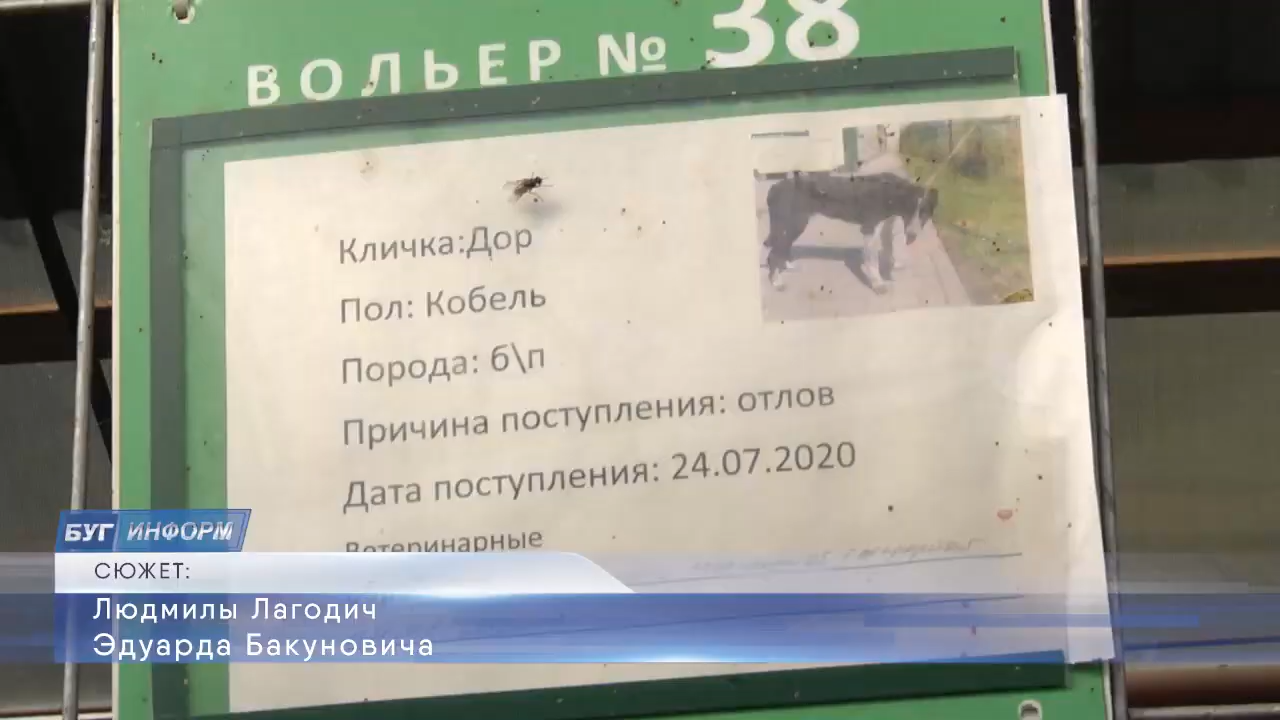 ВОЛЬЕР № 38
Кличка:Дор
Пол: Кобель
Порода: б\п
Причина поступления: отлов
Дата поступления: 24.07.2020
Ветеринарные
БУГ ИНФОРМ
СЮЖЕТ:
Людмилы Лагодич
Эдуарда Бакуновича